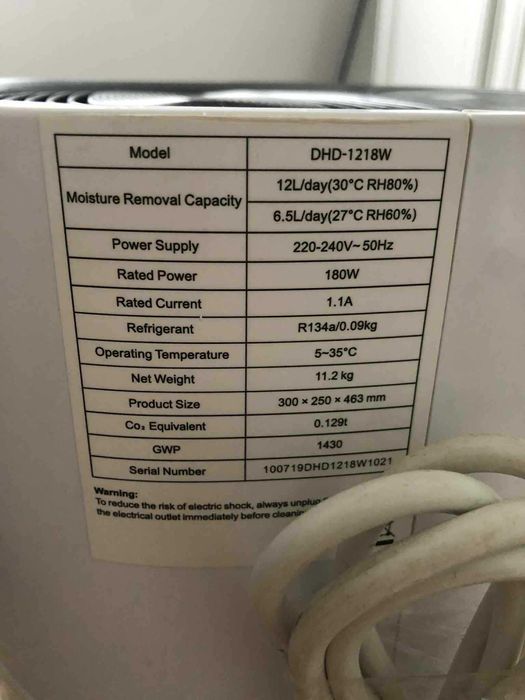 Model DHD-1218W
Moisture Removal Capacity 12L/day(30°C RH80%)
6.5L/day(27°C RH60%)
Power Supply 220-240V~50Hz
Rated Power 180W
Rated Current 1.1A
Refrigerant R134a/0.09kg
Operating Temperature 5~35°C
Net Weight 11.2 kg
Product Size 300 × 250 × 463 mm
Co₂ Equivalent 0.129t
GWP 1430
Serial Number 100719DHD1218W1021
Warning:
To reduce the risk of electric shock, always unplug
the electrical outlet immediately before